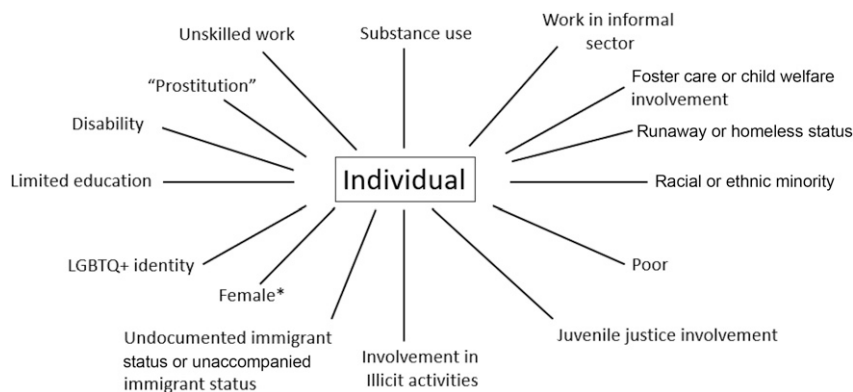 Unskilled work
Substance use
Work in informal
sector
"Prostitution"
Foster care or child welfare
involvement
Disability
Runaway or homeless status
Limited education
Individual
Racial or ethnic minority
LGBTQ+ identity
Poor
Female*
Undocumented immigrant
status or unaccompanied
immigrant status
Involvement in
Illicit activities
Juvenile justice involvement